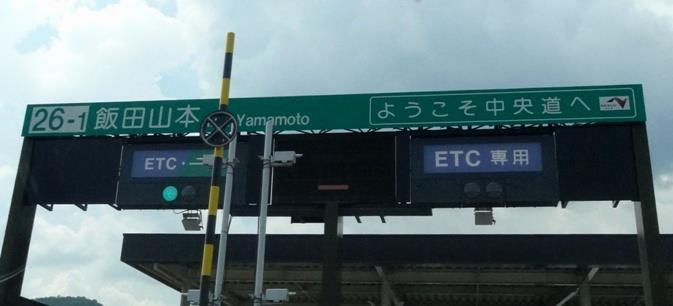 26-1 飯田山本
Yamamoto
ようこそ中央道へ
ETC・
ETC 専用